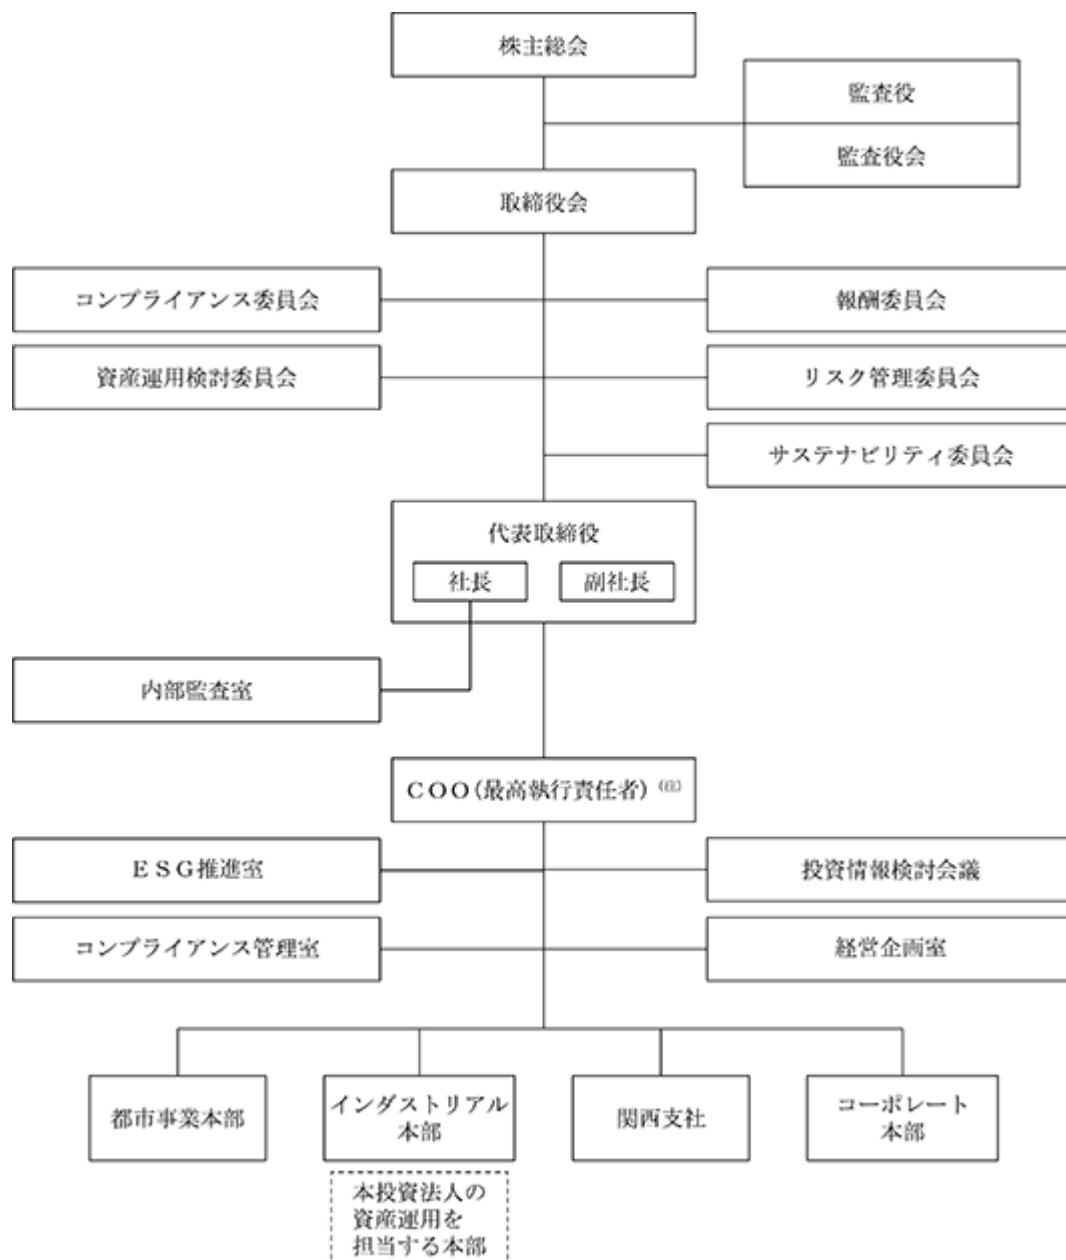 株主総会
監査役
監査役会
取締役会
コンプライアンス委員会
報酬委員会
資産運用検討委員会
リスク管理委員会
サステナビリティ委員会
代表取締役
社長
副社長
内部監査室
ＣＯＯ(最高執行責任者) (注)
ＥＳＧ推進室
投資情報検討会議
コンプライアンス管理室
経営企画室
都市事業本部
インダストリアル
本部
関西支社
コーポレート
本部
本投資法人の
資産運用を
担当する本部